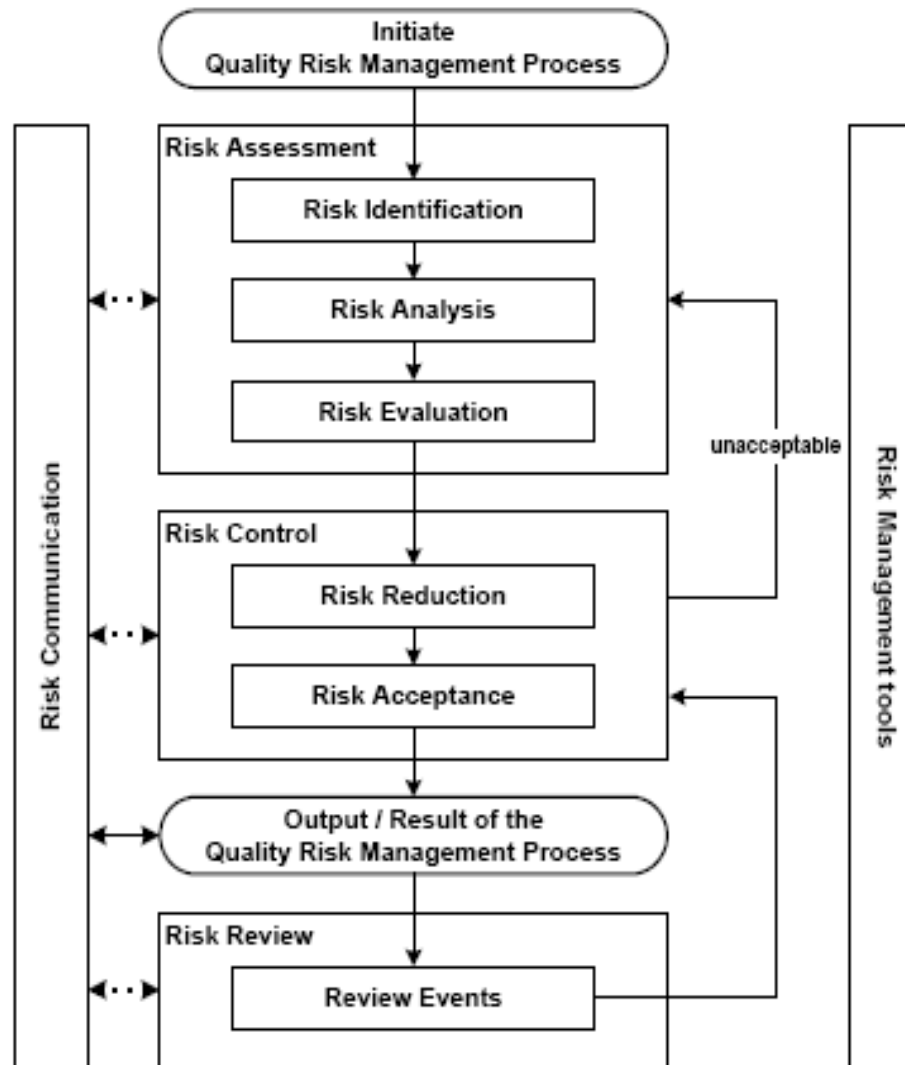 Initiate
Quality Risk Management Process
Risk Assessment
Risk Identification
Risk Analysis
Risk Evaluation
unacceptable
Risk Control
Risk Reduction
Risk Acceptance
Output / Result of the
Quality Risk Management Process
Risk Review
Review Events
Risk Communication
Risk Management tools